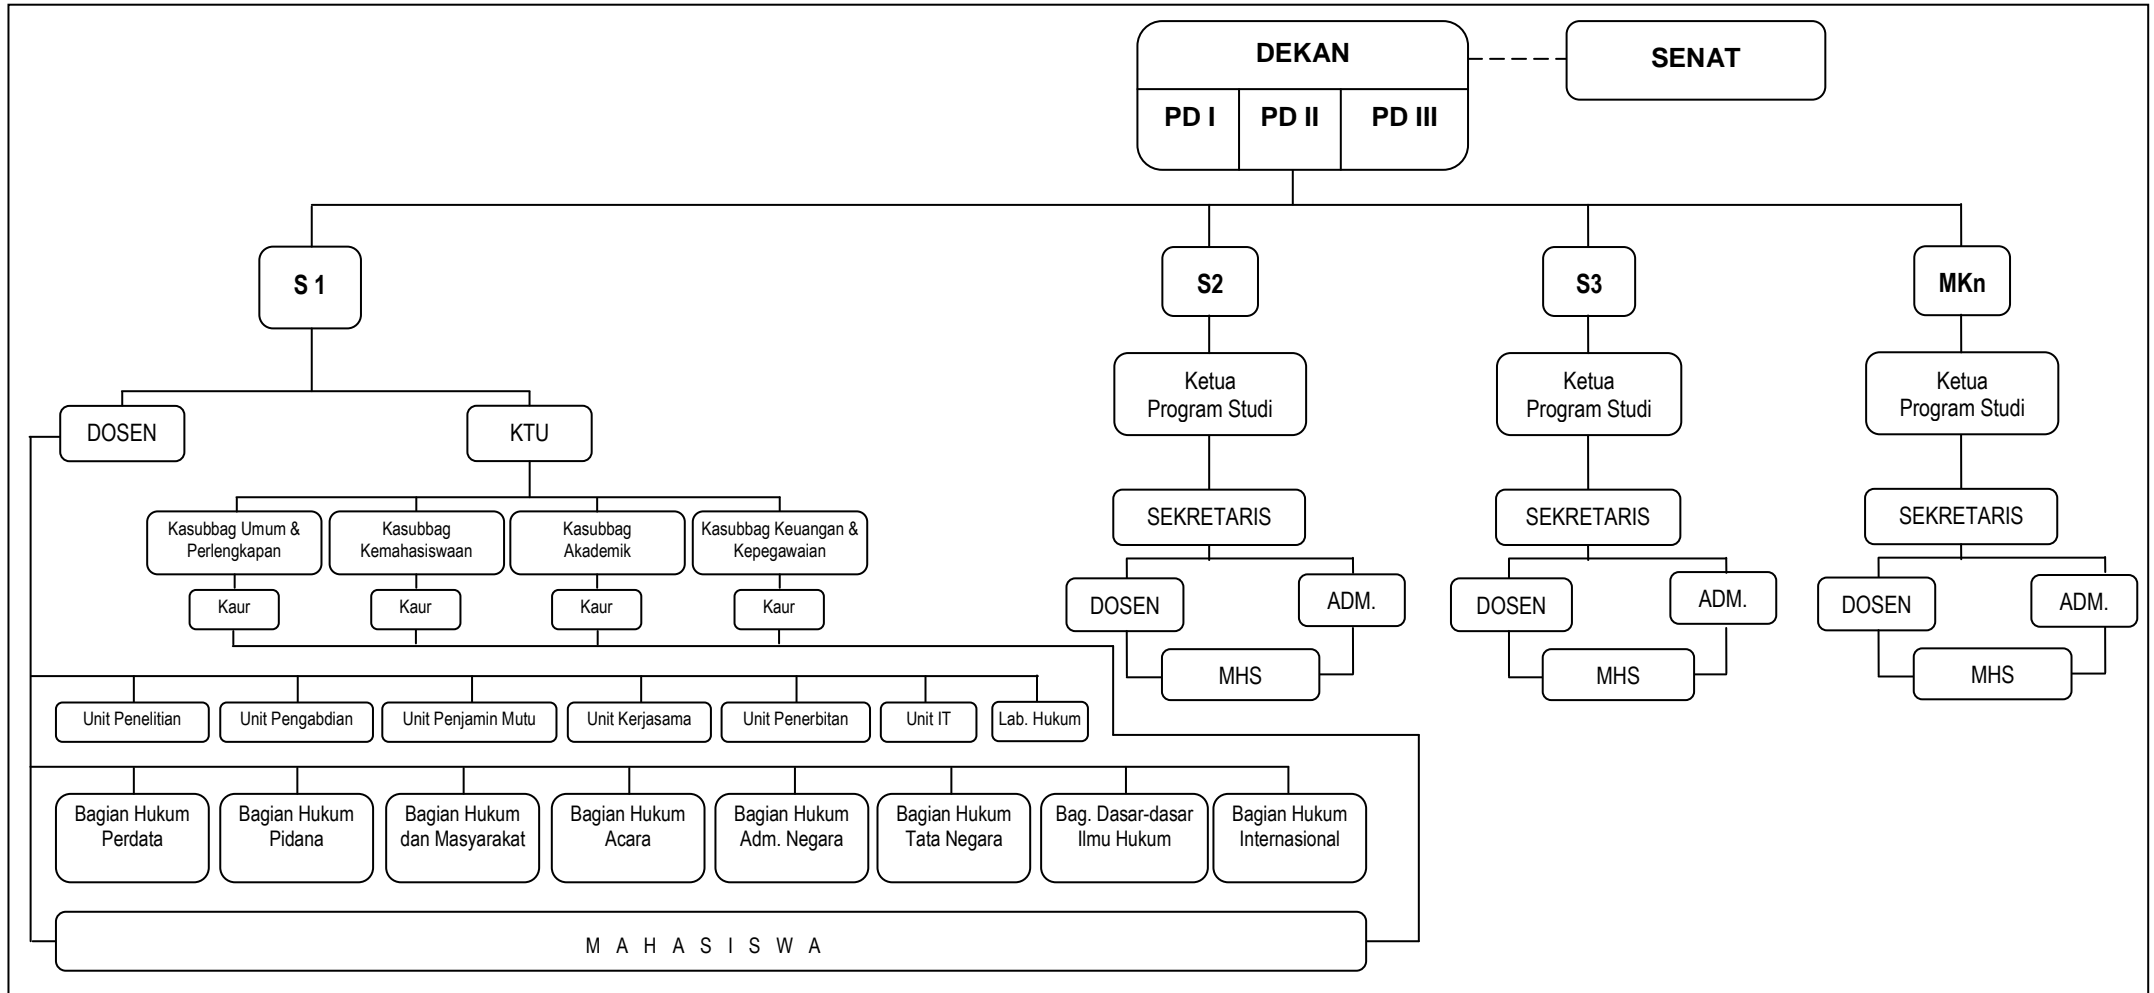 DEKAN
SENAT
PD I
PD II
PD III
S 1
S2
S3
MKn
Ketua
Program Studi
Ketua
Program Studi
Ketua
Program Studi
DOSEN
KTU
SEKRETARIS
SEKRETARIS
SEKRETARIS
Kasubbag Umum &
Perlengkapan
Kasubbag
Kemahasiswaan
Kasubbag
Akademik
Kasubbag Keuangan &
Kepegawaian
Kaur
Kaur
Kaur
Kaur
DOSEN
ADM.
DOSEN
ADM.
DOSEN
ADM.
MHS
MHS
MHS
Unit Penelitian
Unit Pengabdian
Unit Penjamin Mutu
Unit Kerjasama
Unit Penerbitan
Unit IT
Lab. Hukum
Bagian Hukum
Perdata
Bagian Hukum
Pidana
Bagian Hukum
dan Masyarakat
Bagian Hukum
Acara
Bagian Hukum
Adm. Negara
Bagian Hukum
Tata Negara
Bag. Dasar-dasar
Ilmu Hukum
Bagian Hukum
Internasional
M A H A S I S W A